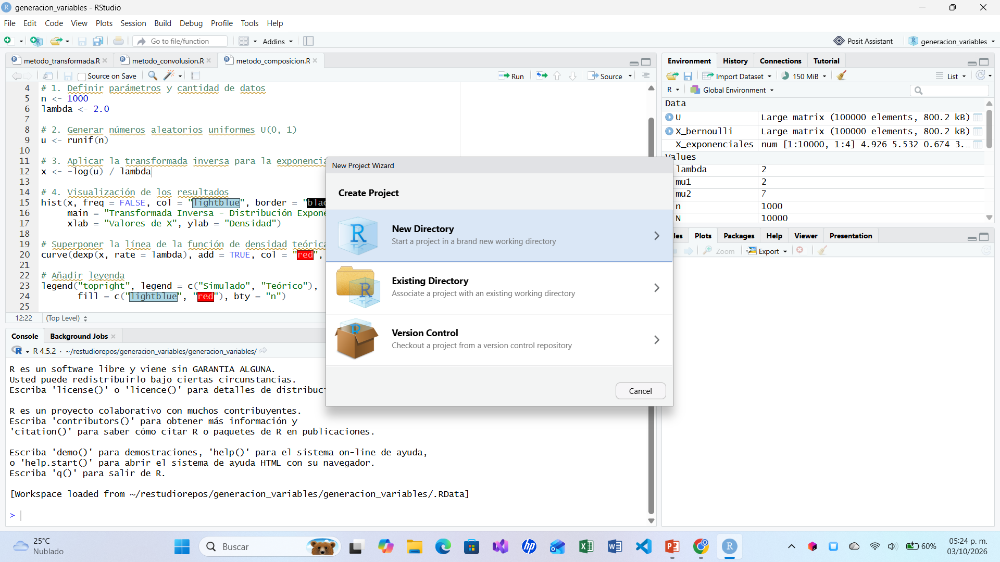 generacion_variables - RStudio
File Edit Code View Plots Session Build Debug Profile Tools Help
Go to file/function Addins Posit Assistant generacion_variables
metodo_transformada.R metodo_convolusion.R metodo_composicion.R
Source on Save Run Source
4 # 1. Definir parámetros y cantidad de datos
5 n <- 1000
6 lambda <- 2.0
7
8 # 2. Generar números aleatorios uniformes U(0, 1)
9 u <- runif(n)
10
11 # 3. Aplicar la transformada inversa para la exponencia
12 x <- -log(u) / lambda
13
14 # 4. Visualización de los resultados
15 hist(x, freq = FALSE, col = "lightblue", border = "blac
16 main = "Transformada Inversa - Distribución Expone
17 xlab = "Valores de X", ylab = "Densidad")
18
19 # Superponer la línea de la función de densidad teórica
20 curve(dexp(x, rate = lambda), add = TRUE, col = "red",
21
22 # Añadir leyenda
23 legend("topright", legend = c("Simulado", "Teórico"),
24 fill = c("lightblue", "red"), bty = "n")
25
12:22 (Top Level)
Console Background Jobs
R 4.5.2 · ~/restudiorepos/generacion_variables/generacion_variables/
R es un software libre y viene sin GARANTIA ALGUNA.
Usted puede redistribuirlo bajo ciertas circunstancias.
Escriba 'license()' o 'licence()' para detalles de distribuc
R es un proyecto colaborativo con muchos contribuyentes.
Escriba 'contributors()' para obtener más información y
'citation()' para saber cómo citar R o paquetes de R en publicaciones.
Escriba 'demo()' para demostraciones, 'help()' para el sistema on-line de ayuda,
o 'help.start()' para abrir el sistema de ayuda HTML con su navegador.
Escriba 'q()' para salir de R.
[Workspace loaded from ~/restudiorepos/generacion_variables/generacion_variables/.RData]
>
Environment History Connections Tutorial
Import Dataset 150 MiB List
R Global Environment
Data
U Large matrix (100000 elements, 800.2 kB)
X_bernoulli Large matrix (100000 elements, 800.2 kB)
X_exponenciales num [1:10000, 1:4] 4.926 5.532 0.674 3.…
Values
lambda 2
mu1 2
mu2 7
n 1000
N 10000
les Plots Packages Help Viewer Presentation
Zoom Export
New Project Wizard
Create Project
New Directory
Start a project in a brand new working directory
Existing Directory
Associate a project with an existing working directory
Version Control
Checkout a project from a version control repository
Cancel
25°C
Nublado
Buscar
60%
05:24 p. m.
03/10/2026